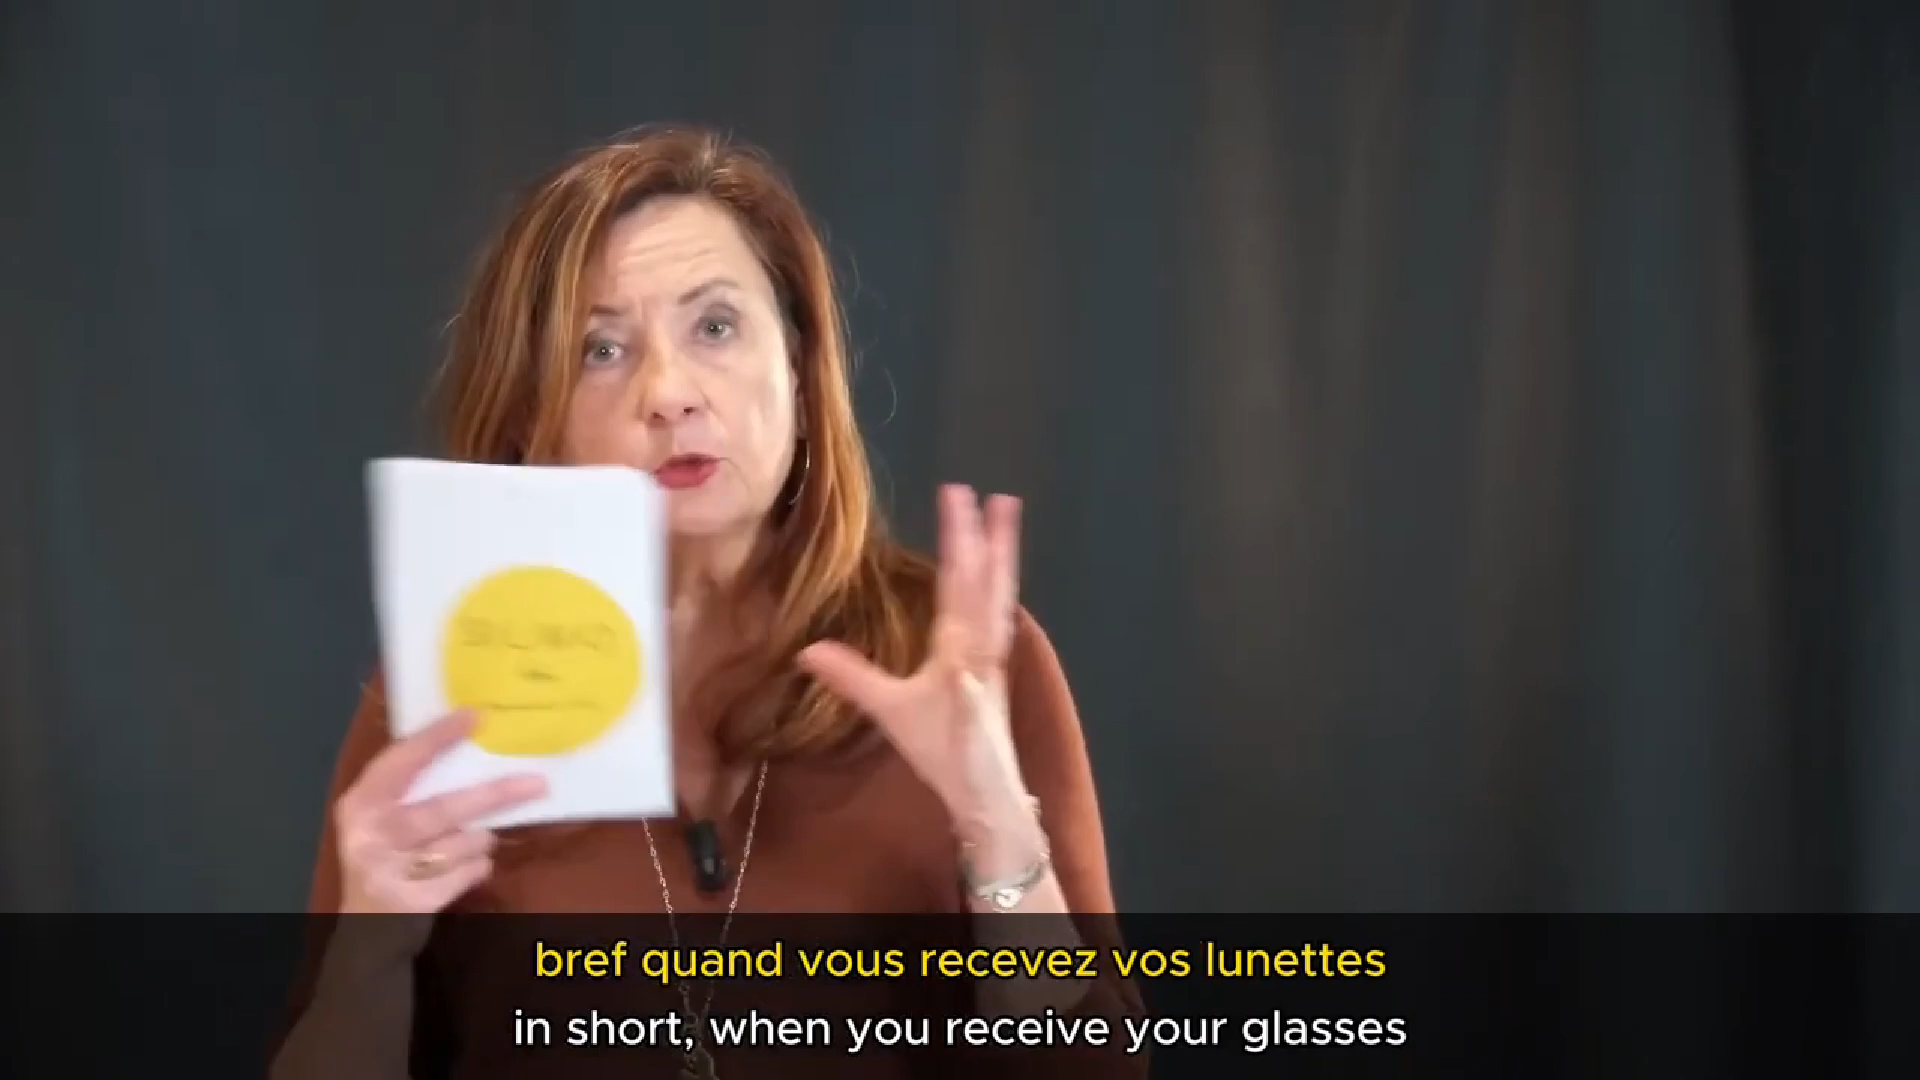 bref quand vous recevez vos lunettes
in short, when you receive your glasses